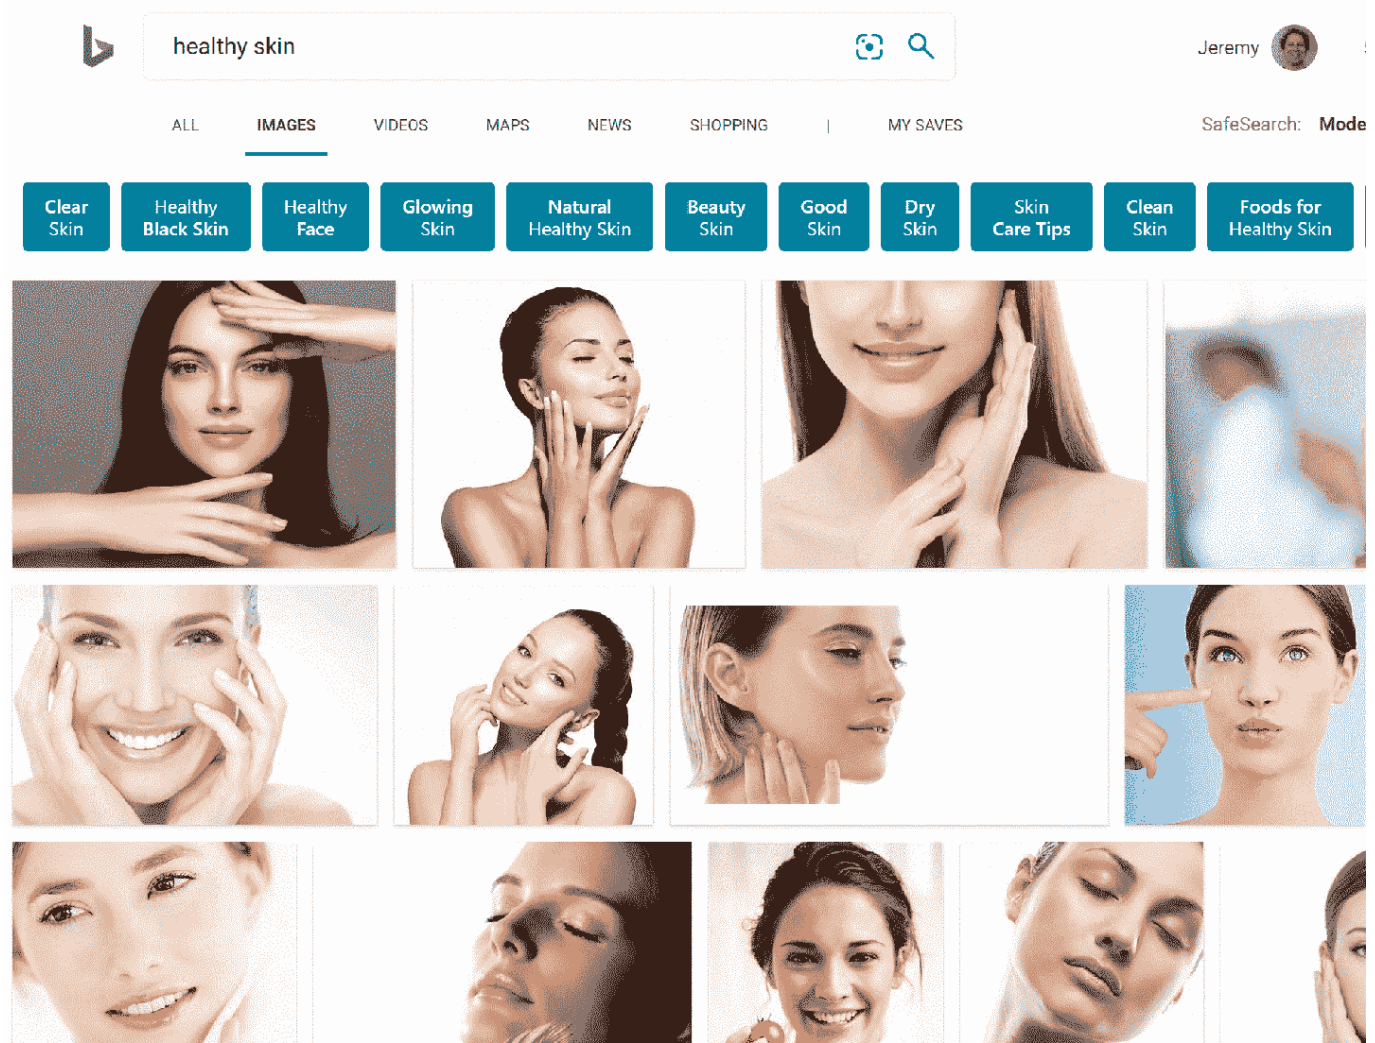 healthy skin
Jeremy
ALL IMAGES VIDEOS MAPS NEWS SHOPPING | MY SAVES
SafeSearch: Mode
Clear
Skin
Healthy
Black Skin
Healthy
Face
Glowing
Skin
Natural
Healthy Skin
Beauty
Skin
Good
Skin
Dry
Skin
Skin
Care Tips
Clean
Skin
Foods for
Healthy Skin